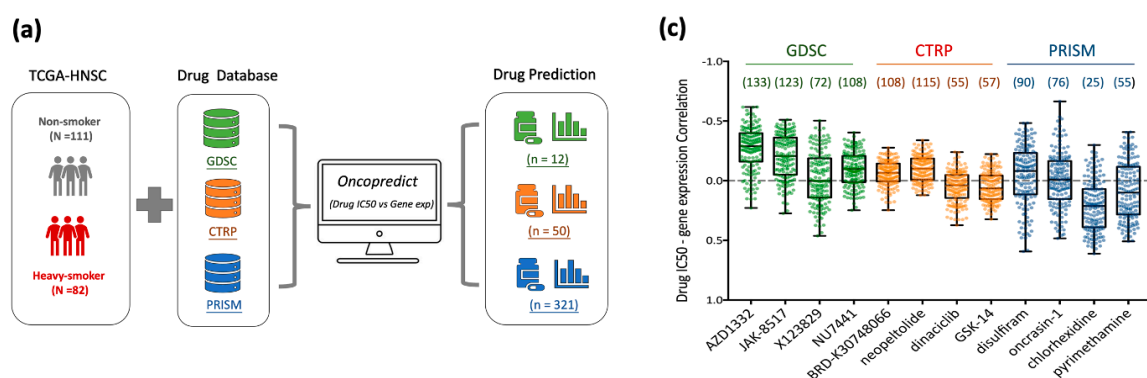 (a)
TCGA-HNSC
Drug Database
Drug Prediction
Non-smoker
(N =111)
Heavy-smoker
(N =82)
GDSC
CTRP
PRISM
Oncopredict
(Drug IC50 vs Gene exp)
(n = 12)
(n = 50)
(n = 321)
(c)
GDSC CTRP PRISM
(133) (123) (72) (108) (108) (115) (55) (57) (90) (76) (25) (55)
Drug IC50 - gene expression Correlation
-1.0
-0.5
0.0
0.5
1.0
AZD1332
JAK-8517
X123829
NU7441
BRD-K30748066
neopeltolide
dinaciclib
GSK-14
disulfiram
oncrasin-1
chlorhexidine
pyrimethamine